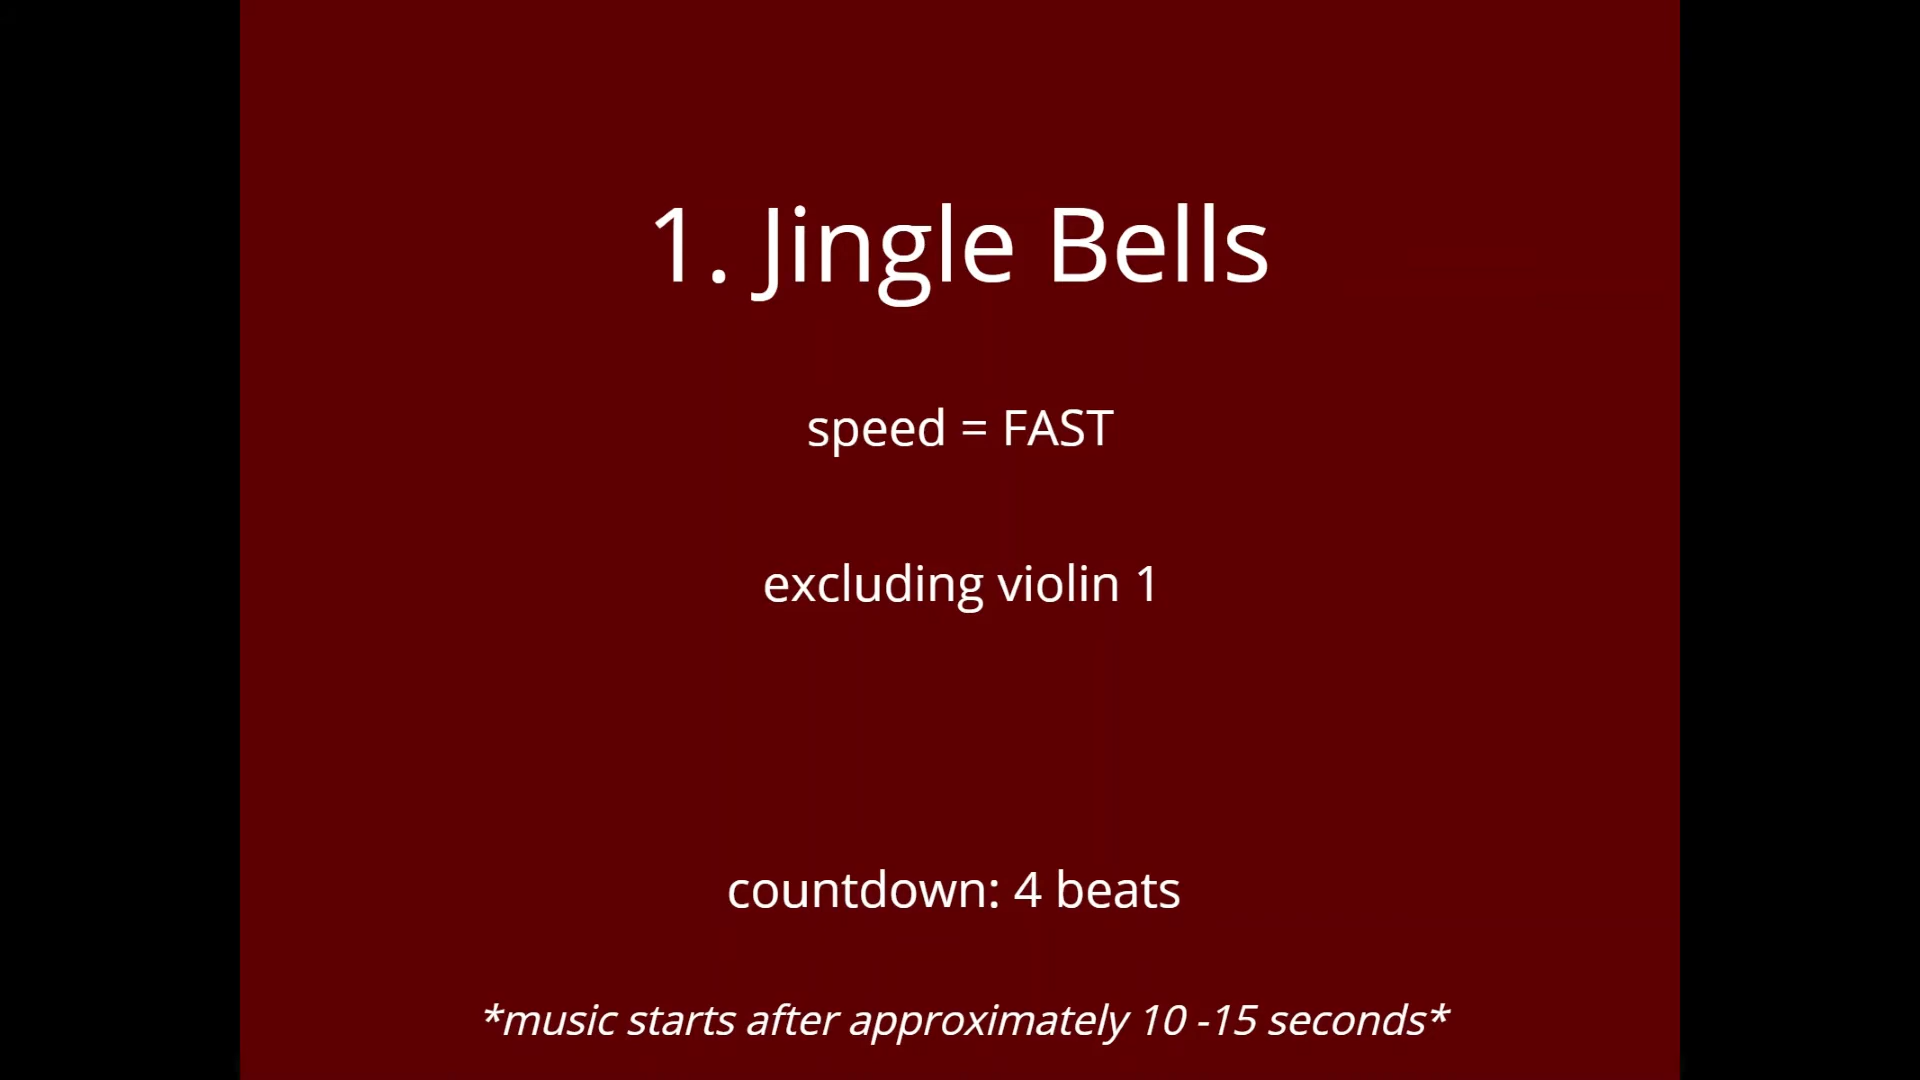 1. Jingle Bells
speed = FAST
excluding violin 1
countdown: 4 beats
*music starts after approximately 10 -15 seconds*